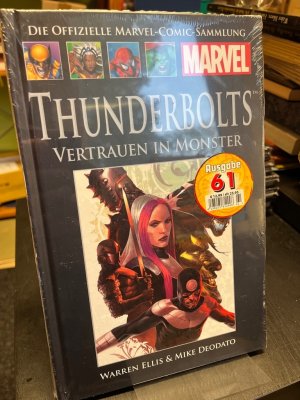 DIE OFFIZIELLE MARVEL-COMIC-SAMMLUNG
MARVEL
THUNDERBOLTS
VERTRAUEN IN MONSTER
Ausgabe
61
WARREN ELLIS & MIKE DEODATO